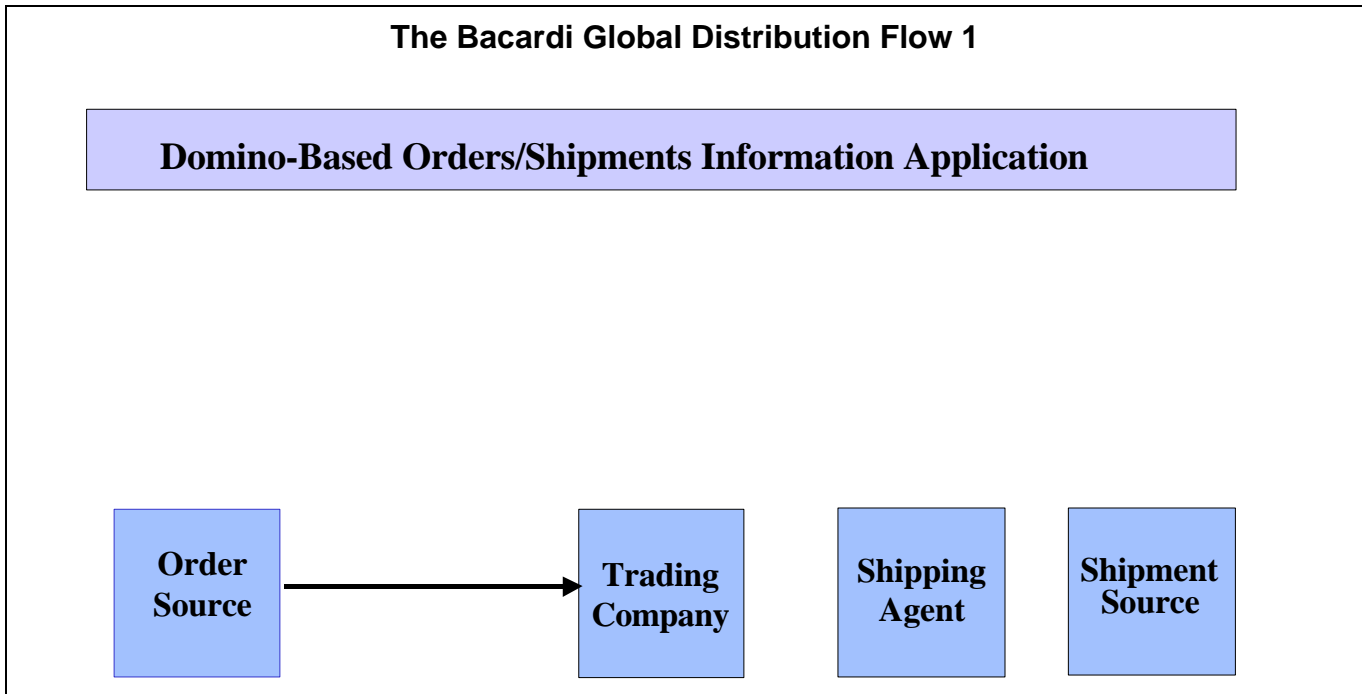 The Bacardi Global Distribution Flow 1
Domino-Based Orders/Shipments Information Application
Order
Source
Trading
Company
Shipping
Agent
Shipment
Source